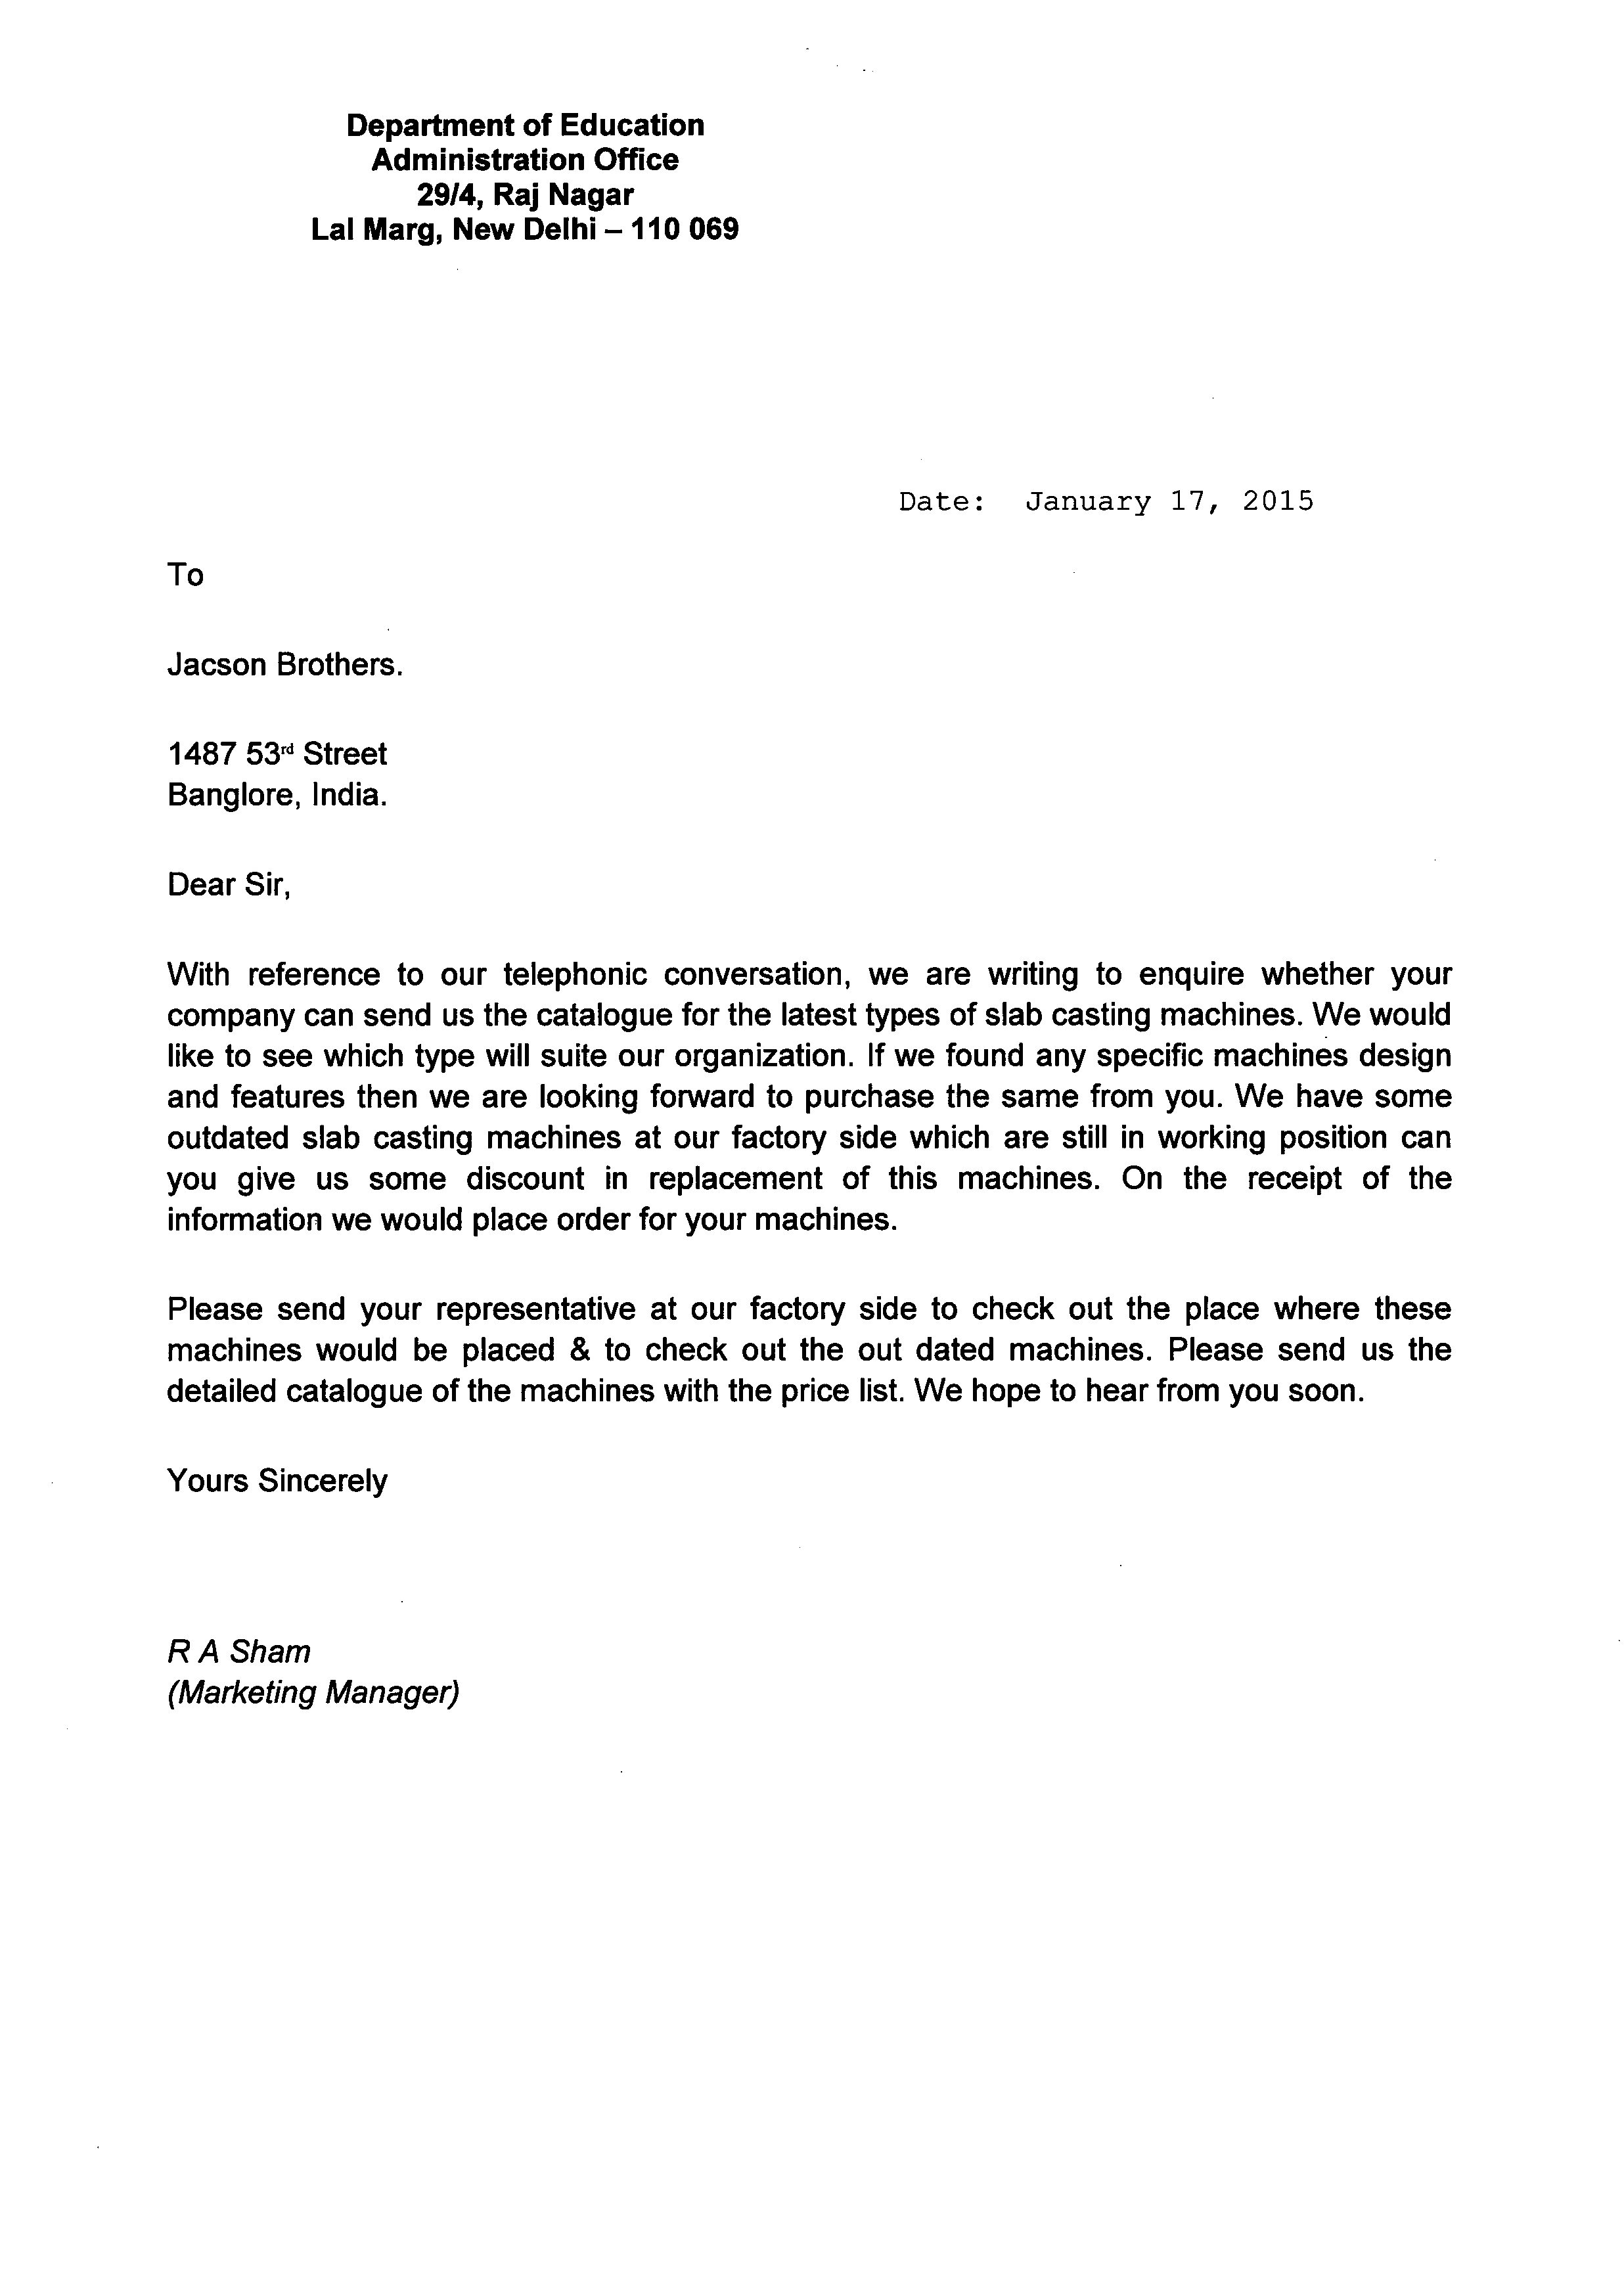 Department of Education
Administration Office
29/4, Raj Nagar
Lal Marg, New Delhi – 110 069
Date: January 17, 2015
To
Jacson Brothers.
1487 53rd Street
Banglore, India.
Dear Sir,
With reference to our telephonic conversation, we are writing to enquire whether your
company can send us the catalogue for the latest types of slab casting machines. We would
like to see which type will suite our organization. If we found any specific machines design
and features then we are looking forward to purchase the same from you. We have some
outdated slab casting machines at our factory side which are still in working position can
you give us some discount in replacement of this machines. On the receipt of the
information we would place order for your machines.
Please send your representative at our factory side to check out the place where these
machines would be placed & to check out the out dated machines. Please send us the
detailed catalogue of the machines with the price list. We hope to hear from you soon.
Yours Sincerely
R A Sham
(Marketing Manager)